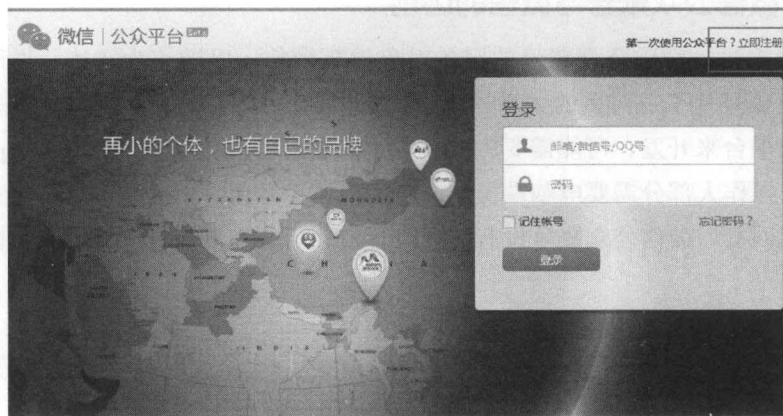 微信 | 公众平台 Beta
第一次使用公众平台？立即注册
再小的个体，也有自己的品牌
登录
邮箱/微信号/QQ号
密码
记住帐号
忘记密码？
登录
MONGOLIA
C H I N A
IRAN
I N D I A